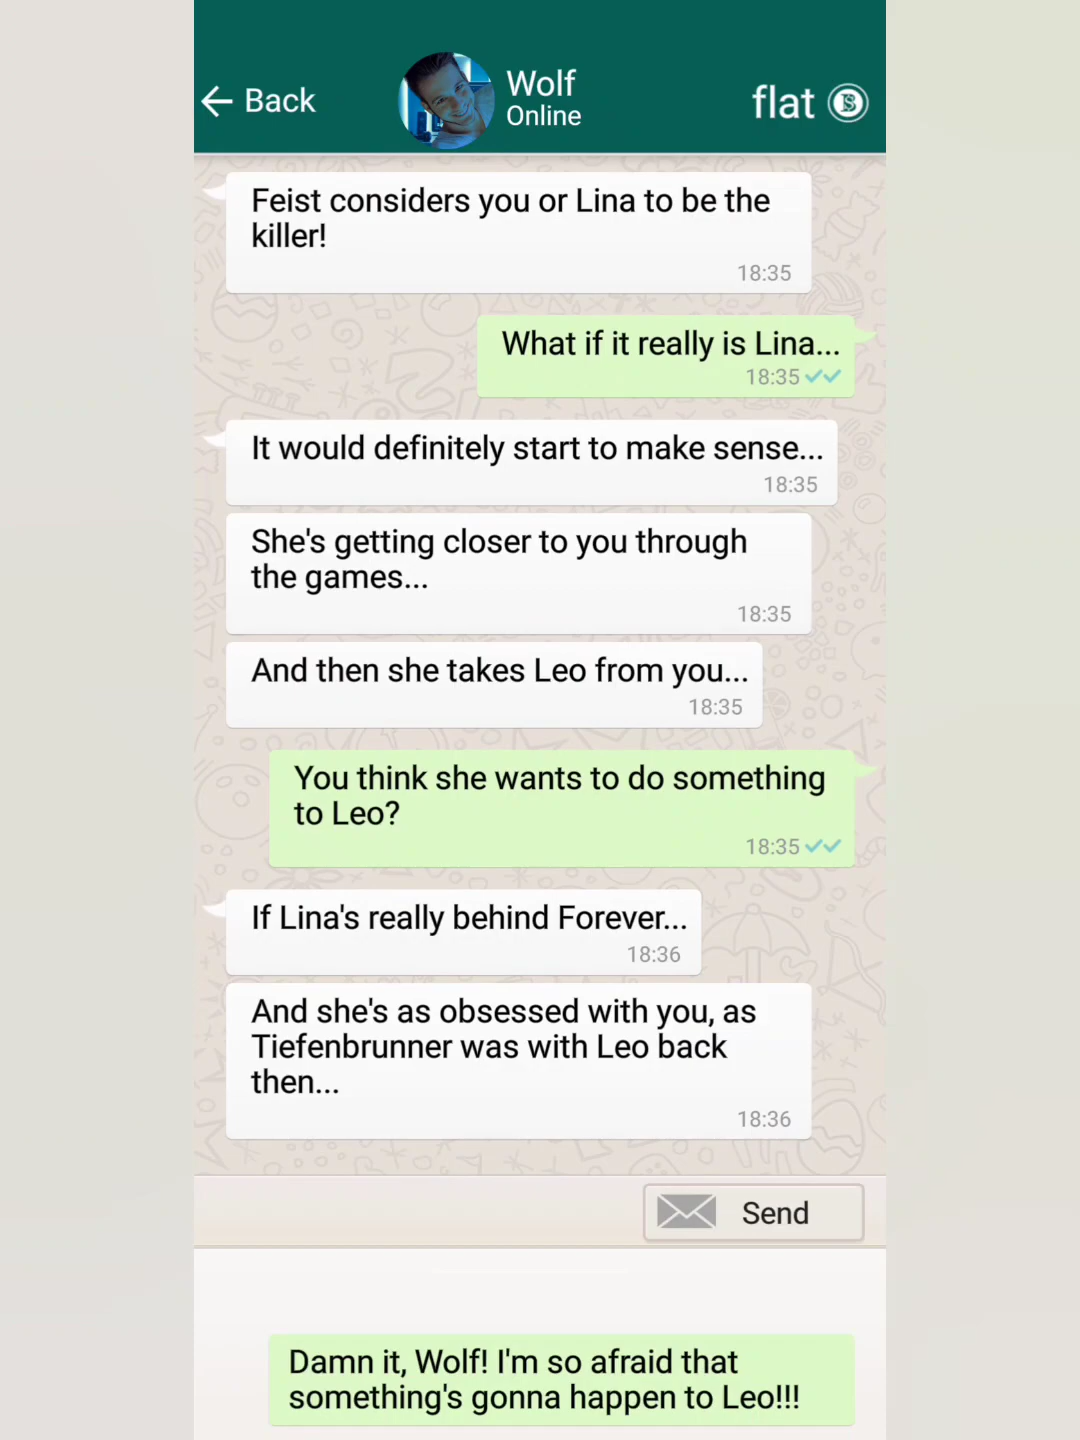 Back
Wolf
Online
flat
Feist considers you or Lina to be the
killer!
18:35
What if it really is Lina...
18:35
It would definitely start to make sense...
18:35
She's getting closer to you through
the games...
18:35
And then she takes Leo from you...
18:35
You think she wants to do something
to Leo?
18:35
If Lina's really behind Forever...
18:36
And she's as obsessed with you, as
Tiefenbrunner was with Leo back
then...
18:36
Send
Damn it, Wolf! I'm so afraid that
something's gonna happen to Leo!!!